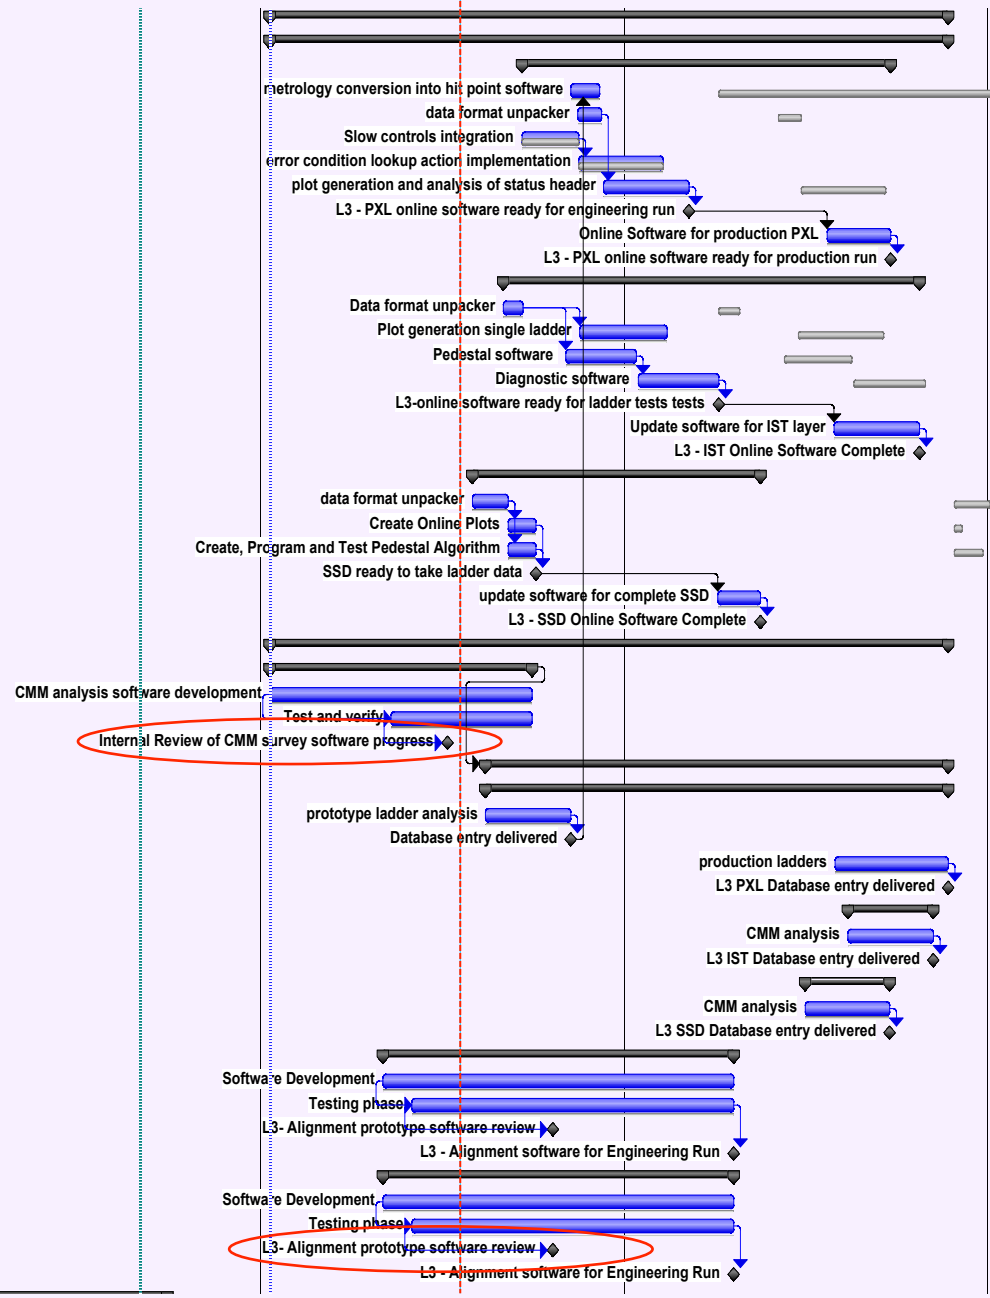 metrology conversion into hit point software
data format unpacker
Slow controls integration
error condition lookup action implementation
plot generation and analysis of status header
L3 - PXL online software ready for engineering run
Online Software for production PXL
L3 - PXL online software ready for production run
Data format unpacker
Plot generation single ladder
Pedestal software
Diagnostic software
L3-online software ready for ladder tests tests
Update software for IST layer
L3 - IST Online Software Complete
data format unpacker
Create Online Plots
Create, Program and Test Pedestal Algorithm
SSD ready to take ladder data
update software for complete SSD
L3 - SSD Online Software Complete
CMM analysis software development
Test and verify
Internal Review of CMM survey software progress
prototype ladder analysis
Database entry delivered
production ladders
L3 PXL Database entry delivered
CMM analysis
L3 IST Database entry delivered
CMM analysis
L3 SSD Database entry delivered
Software Development
Testing phase
L3- Alignment prototype software review
L3 - Alignment software for Engineering Run
Software Development
Testing phase
L3- Alignment prototype software review
L3 - Alignment software for Engineering Run